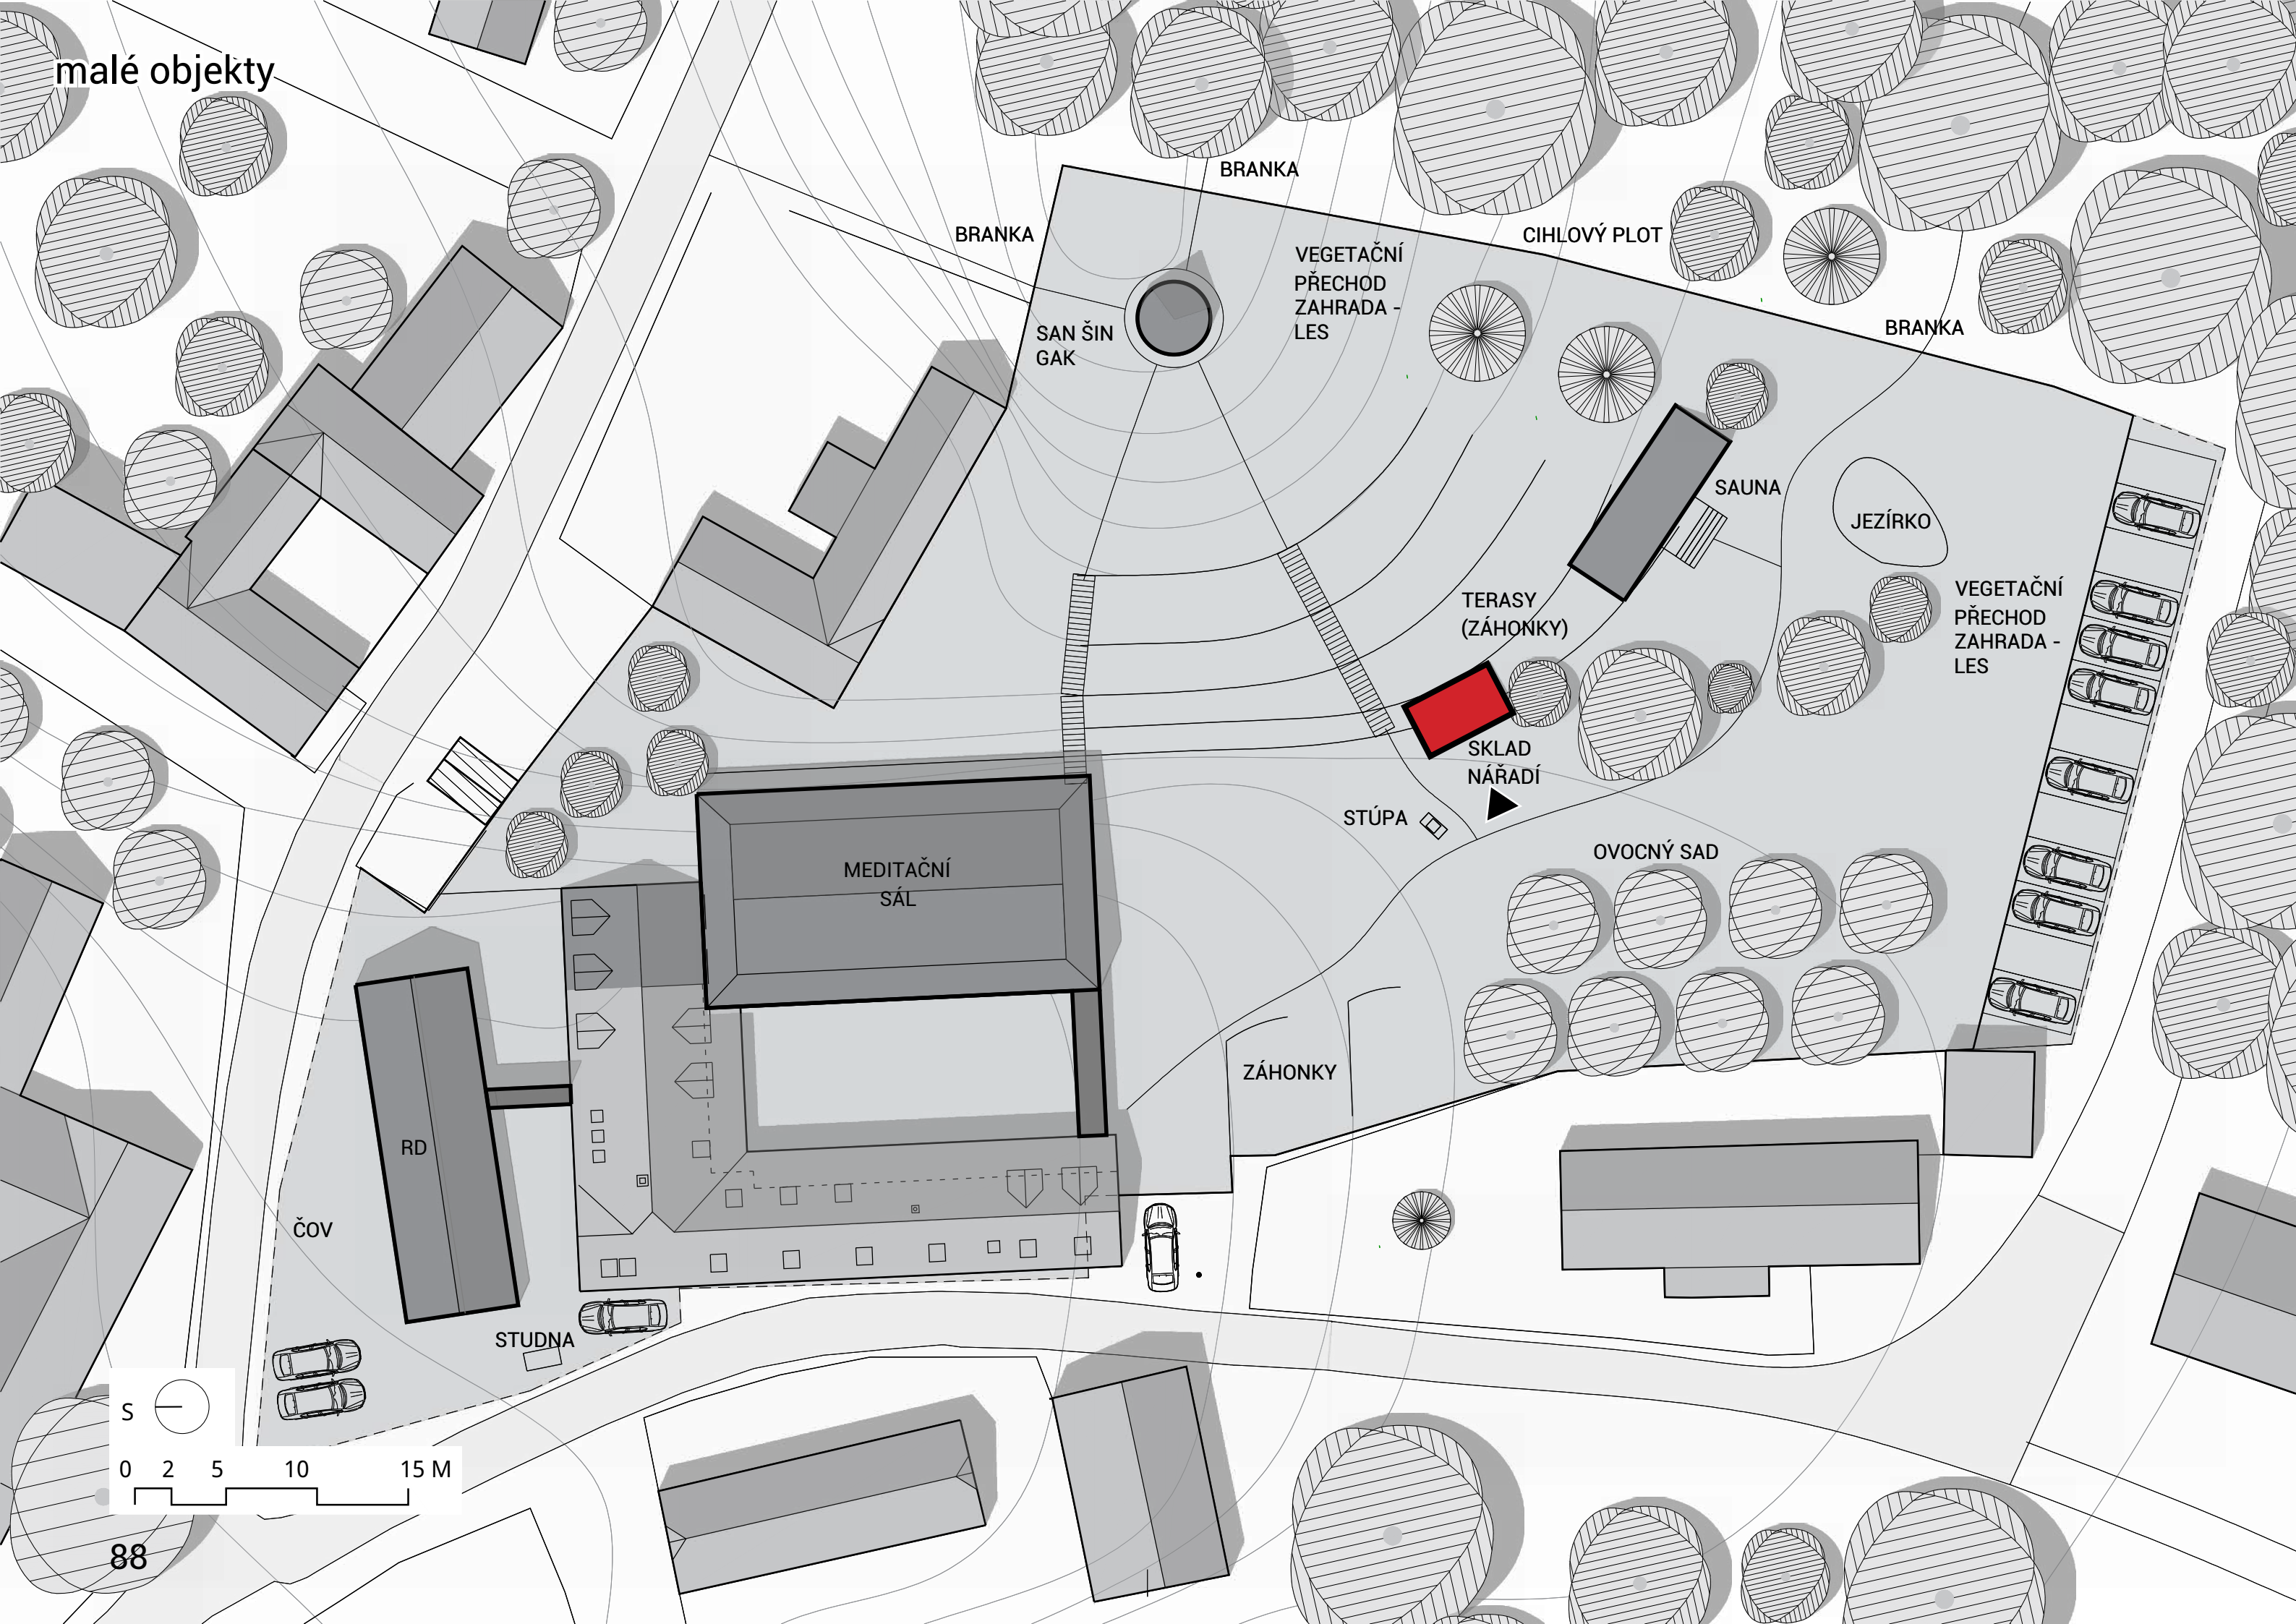 malé objekty
BRANKA
BRANKA
CIHLOVÝ PLOT
VEGETAČNÍ
PŘECHOD
ZAHRADA -
LES
BRANKA
SAN ŠIN
GAK
SAUNA
JEZÍRKO
VEGETAČNÍ
PŘECHOD
ZAHRADA -
LES
TERASY
(ZÁHONKY)
SKLAD
NÁŘADÍ
STÚPA
OVOCNÝ SAD
MEDITAČNÍ
SÁL
ZÁHONKY
RD
ČOV
STUDNA
S
0 2 5 10 15 M
88